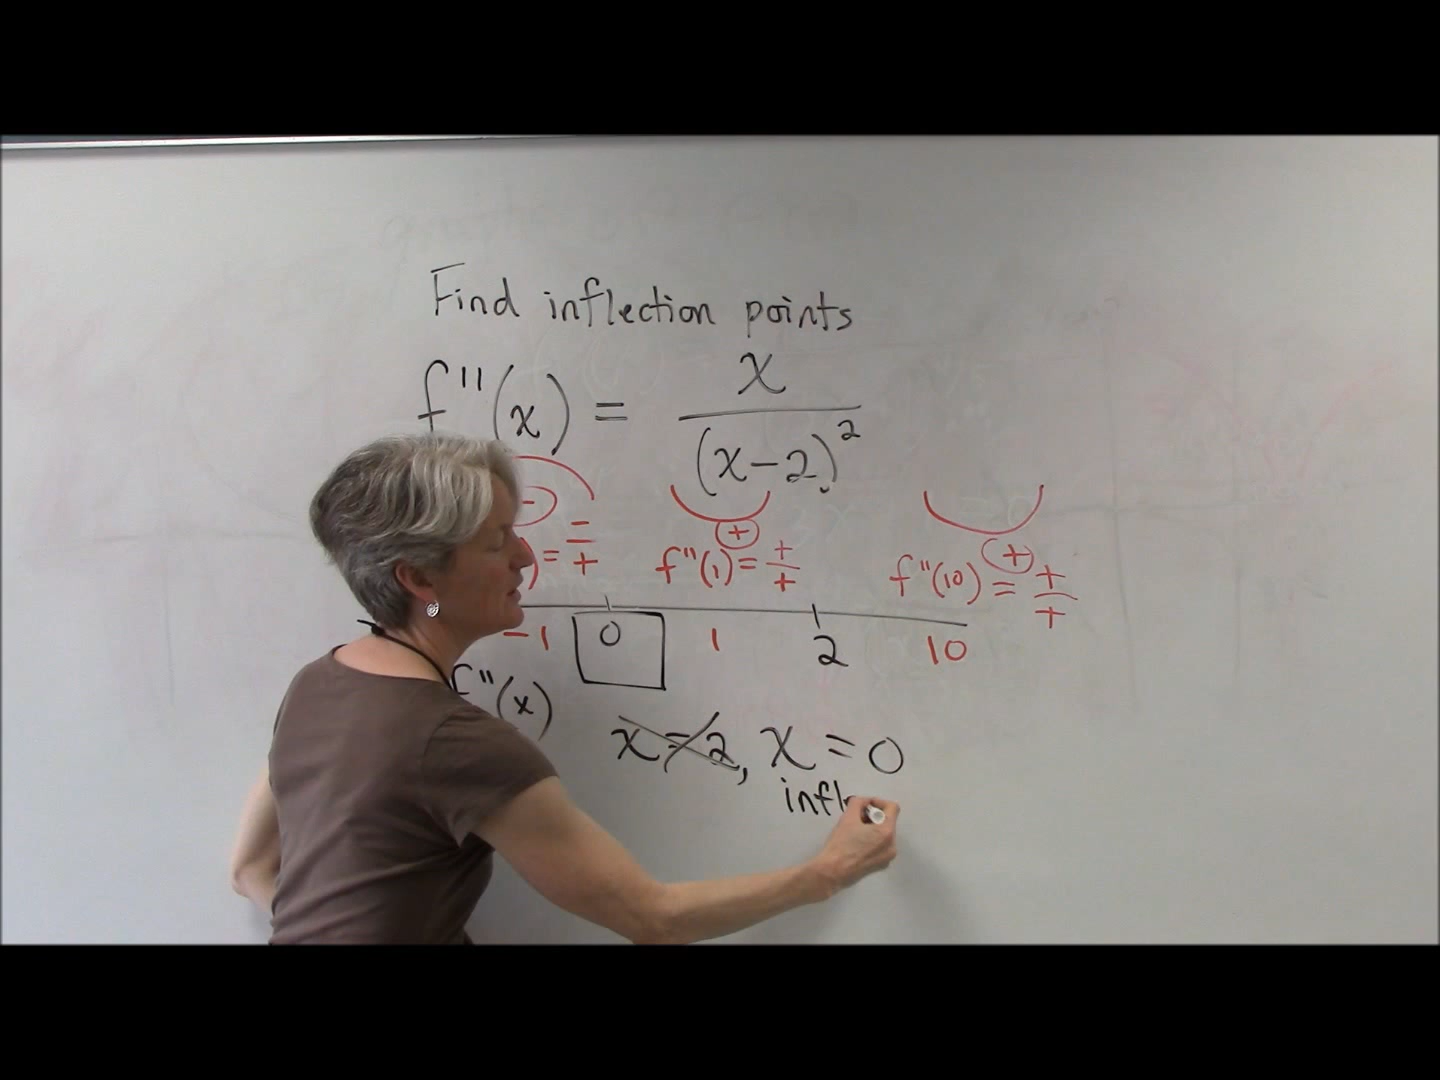 Find inflection points
f''(x) = x / (x-2)²
- + +
) = - / + f''(1) = + / + f''(10) = + / +
-1 0 1 2 10
f''(x)
x=2, x = 0
infl